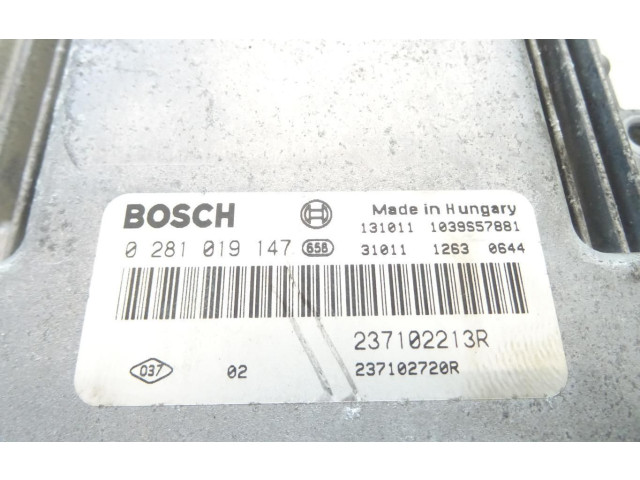 BOSCH Made in Hungary
131011 1039S57881
0 281 019 147 658 31011 1263 0644
237102213R
037 02 237102720R